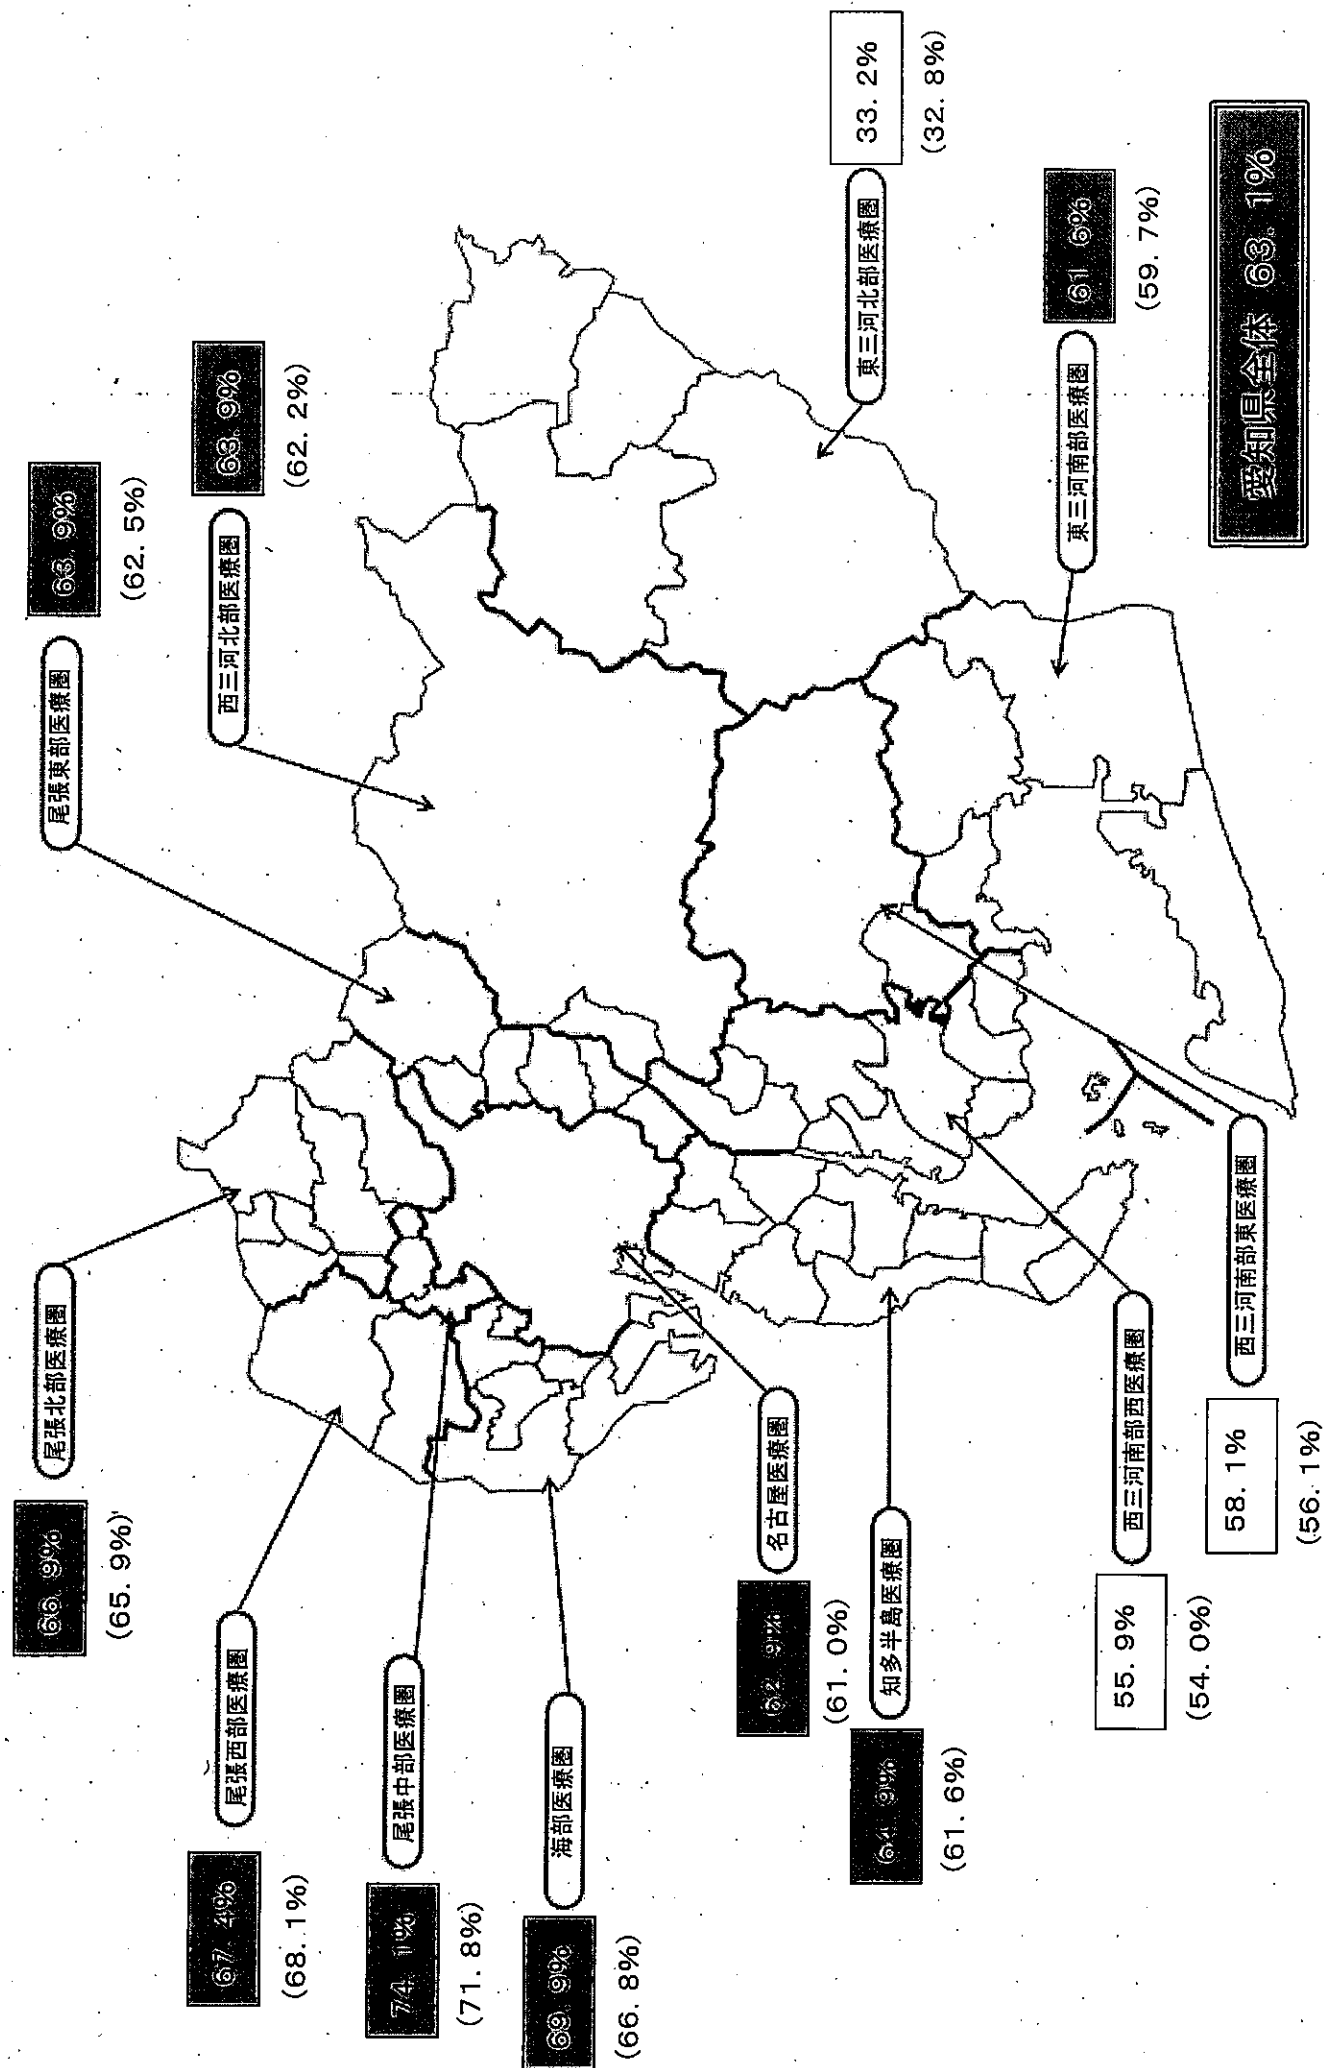 尾張北部医療圏
66. 9%
(65. 9%)
尾張東部医療圏
63. 9%
(62. 5%)
尾張西部医療圏
67. 4%
(68. 1%)
西三河北部医療圏
63. 9%
(62. 2%)
尾張中部医療圏
74. 1%
(71. 8%)
海部医療圏
69. 9%
(66. 8%)
名古屋医療圏
62. 9%
(61. 0%)
知多半島医療圏
64. 9%
(61. 6%)
東三河北部医療圏
33. 2%
(32. 8%)
西三河南部西医療圏
55. 9%
(54. 0%)
東三河南部医療圏
61. 6%
(59. 7%)
西三河南部東医療圏
58. 1%
(56. 1%)
愛知県全体 63. 1%